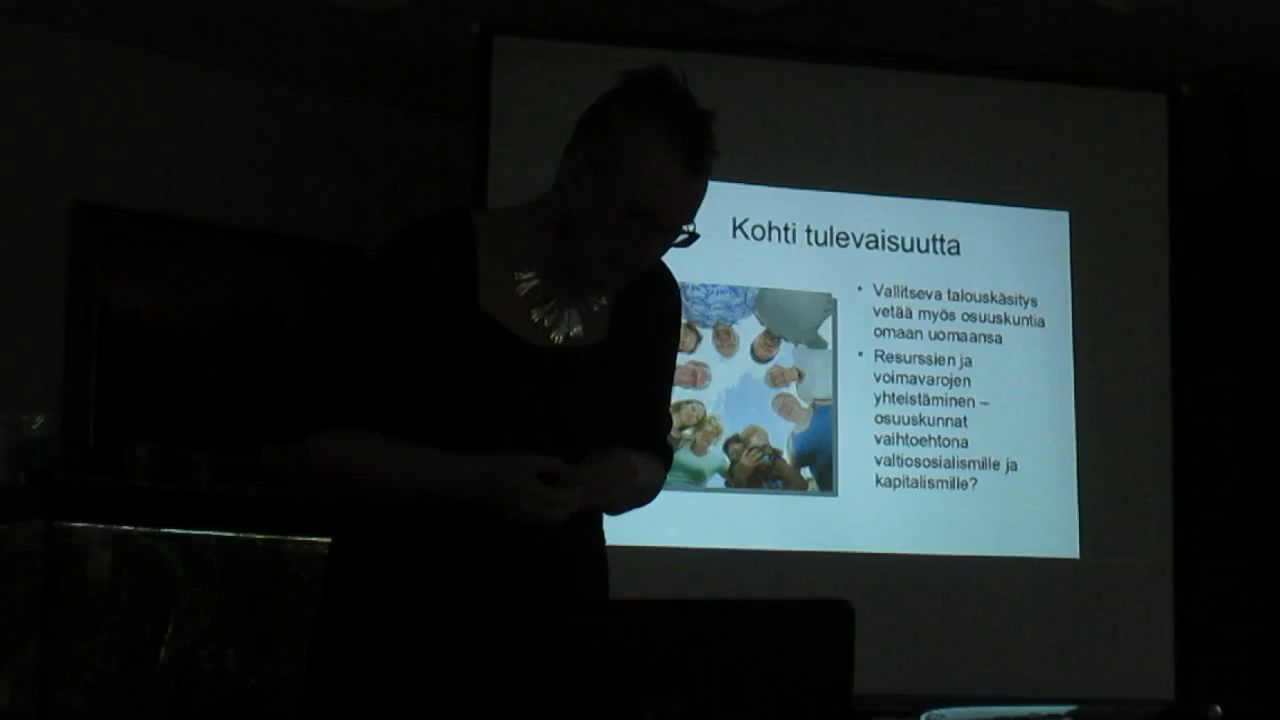 Kohti tulevaisuutta
• Vallitseva talouskäsitys
vetää myös osuuskuntia
omaan uomaansa
• Resurssien ja
voimavarojen
yhteistäminen –
osuuskunnat
vaihtoehtona
valtiososialismille ja
kapitalismille?